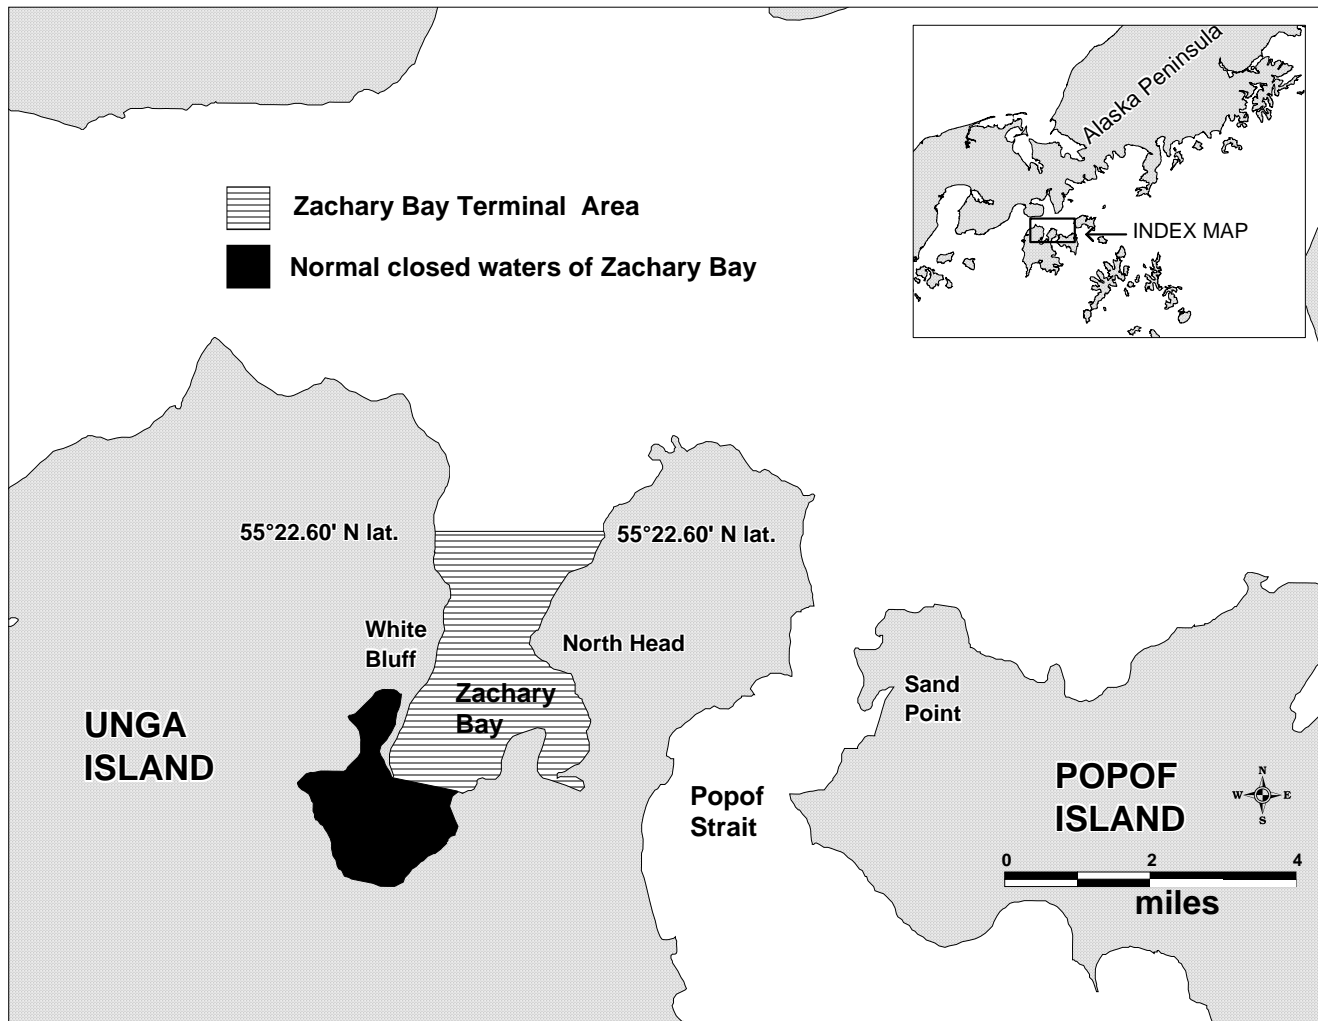 Alaska Peninsula
INDEX MAP
Zachary Bay Terminal Area
Normal closed waters of Zachary Bay
55°22.60' N lat.
55°22.60' N lat.
White
Bluff
North Head
Zachary
Bay
Sand
Point
UNGA
ISLAND
Popof
Strait
POPOF
ISLAND
N
W
E
S
0 2 4
miles